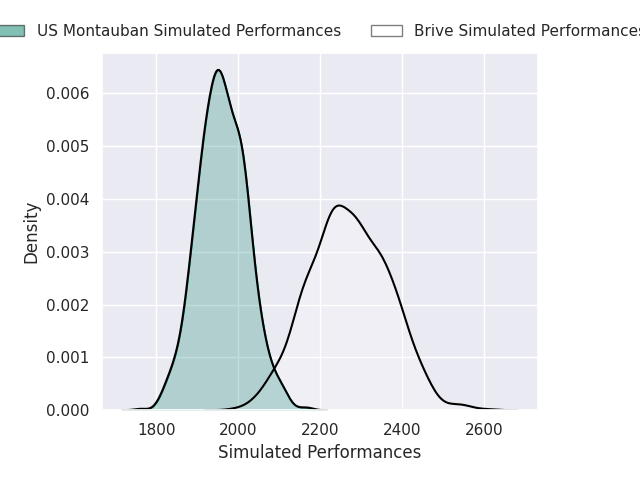 US Montauban Simulated Performances
Brive Simulated Performances
0.006
0.005
0.004
0.003
0.002
0.001
0.000
Density
1800 2000 2200 2400 2600
Simulated Performances